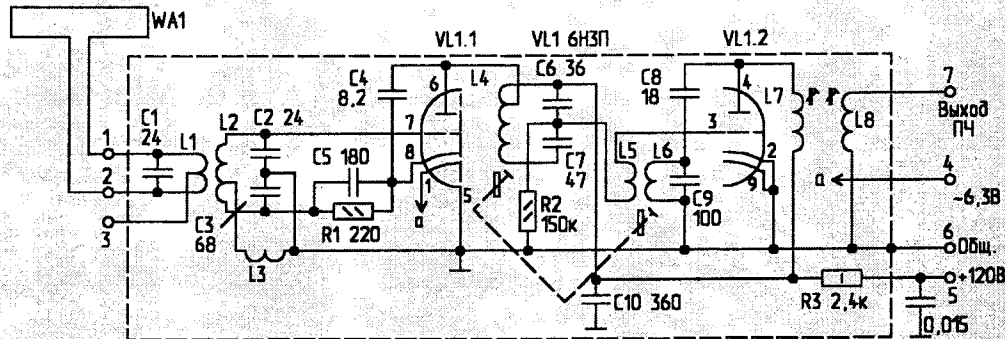 WA1
VL1.1
VL1 6Н3П
VL1.2
C4
8,2
6
L4
C6 36
C8
18
4
L7
L8
7
Выход
ПЧ
C1
24
L1
L2
C2 24
7
8
1
а
5
C5 180
R1 220
C3
68
L3
1
2
3
C7
47
R2
150к
L5
L6
3
2
9
C9
100
а
4
~6,3В
6
Общ.
+120В
5
C10 360
R3 2,4к
0,015